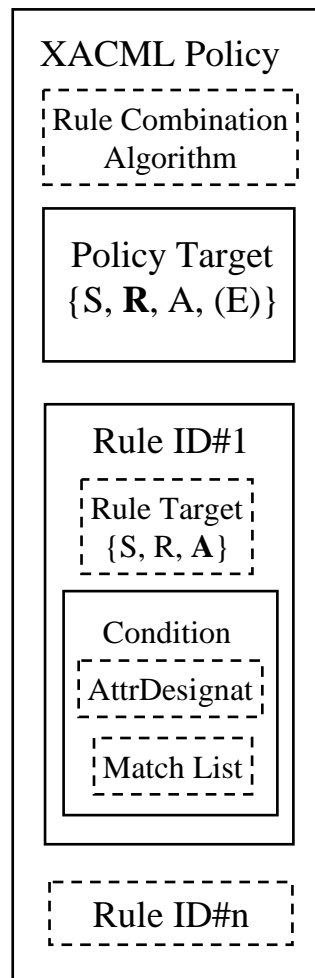 XACML Policy
Rule Combination
Algorithm
Policy Target
{S, R, A, (E)}
Rule ID#1
Rule Target
{S, R, A}
Condition
AttrDesignat
Match List
Rule ID#n